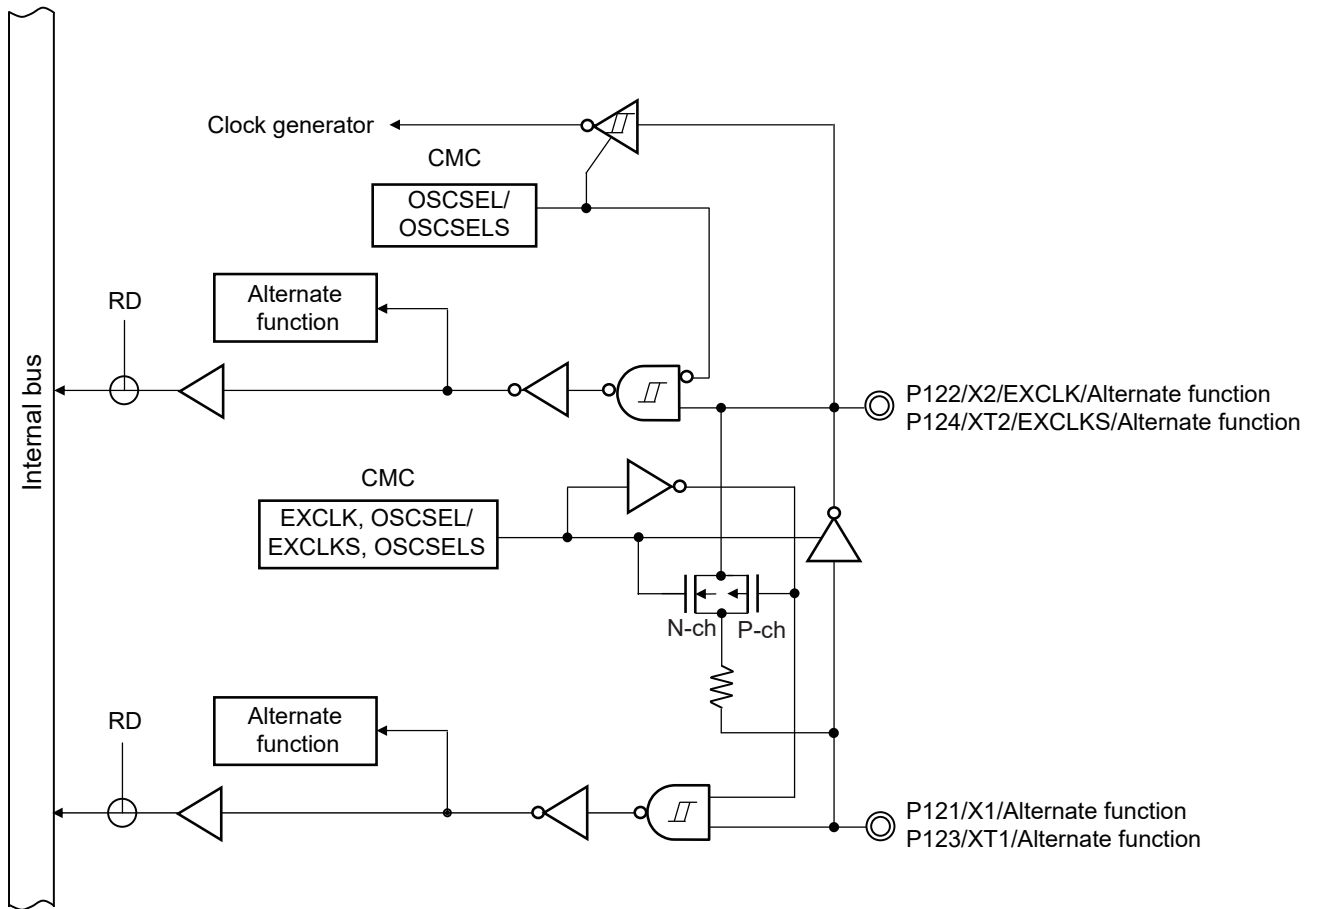 Clock generator
CMC
OSCSEL/
OSCSELS
RD
Alternate
function
Internal bus
P122/X2/EXCLK/Alternate function
P124/XT2/EXCLKS/Alternate function
CMC
EXCLK, OSCSEL/
EXCLKS, OSCSELS
N-ch
P-ch
RD
Alternate
function
P121/X1/Alternate function
P123/XT1/Alternate function